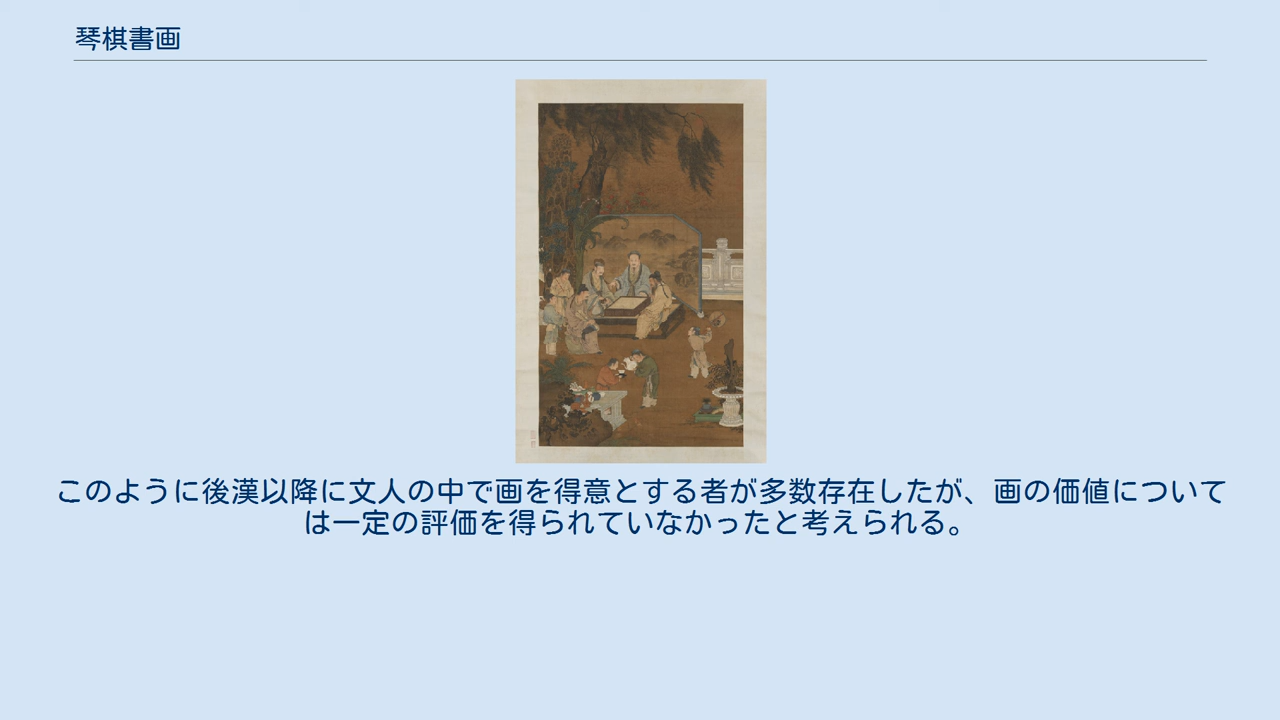 琴棋書画
このように後漢以降に文人の中で画を得意とする者が多数存在したが、画の価値について
は一定の評価を得られていなかったと考えられる。